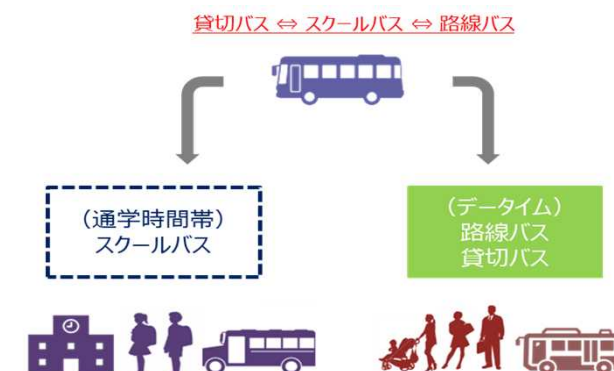 貸切バス ⇔ スクールバス ⇔ 路線バス
（通学時間帯）
スクールバス
（データイム）
路線バス
貸切バス